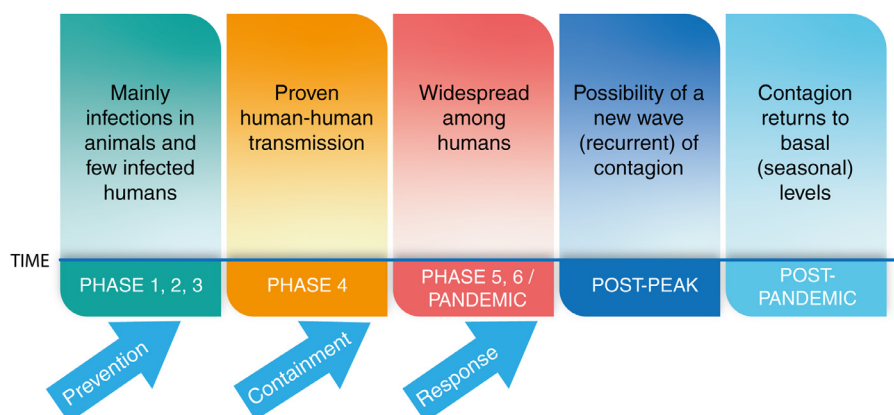 Mainly
infections in
animals and
few infected
humans
Proven
human-human
transmission
Widespread
among
humans
Possibility of a
new wave
(recurrent) of
contagion
Contagion
returns to
basal
(seasonal)
levels
TIME
PHASE 1, 2, 3
PHASE 4
PHASE 5, 6 /
PANDEMIC
POST-PEAK
POST-
PANDEMIC
Prevention
Containment
Response